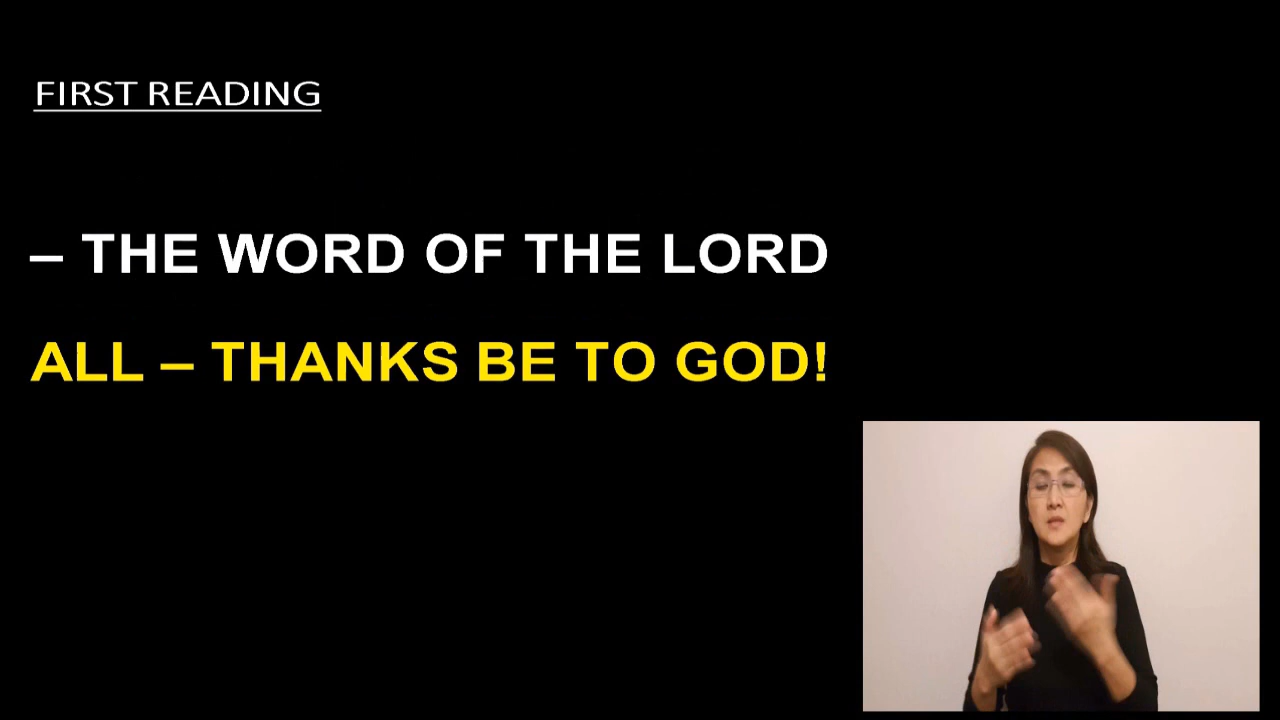 FIRST READING
– THE WORD OF THE LORD
ALL – THANKS BE TO GOD!